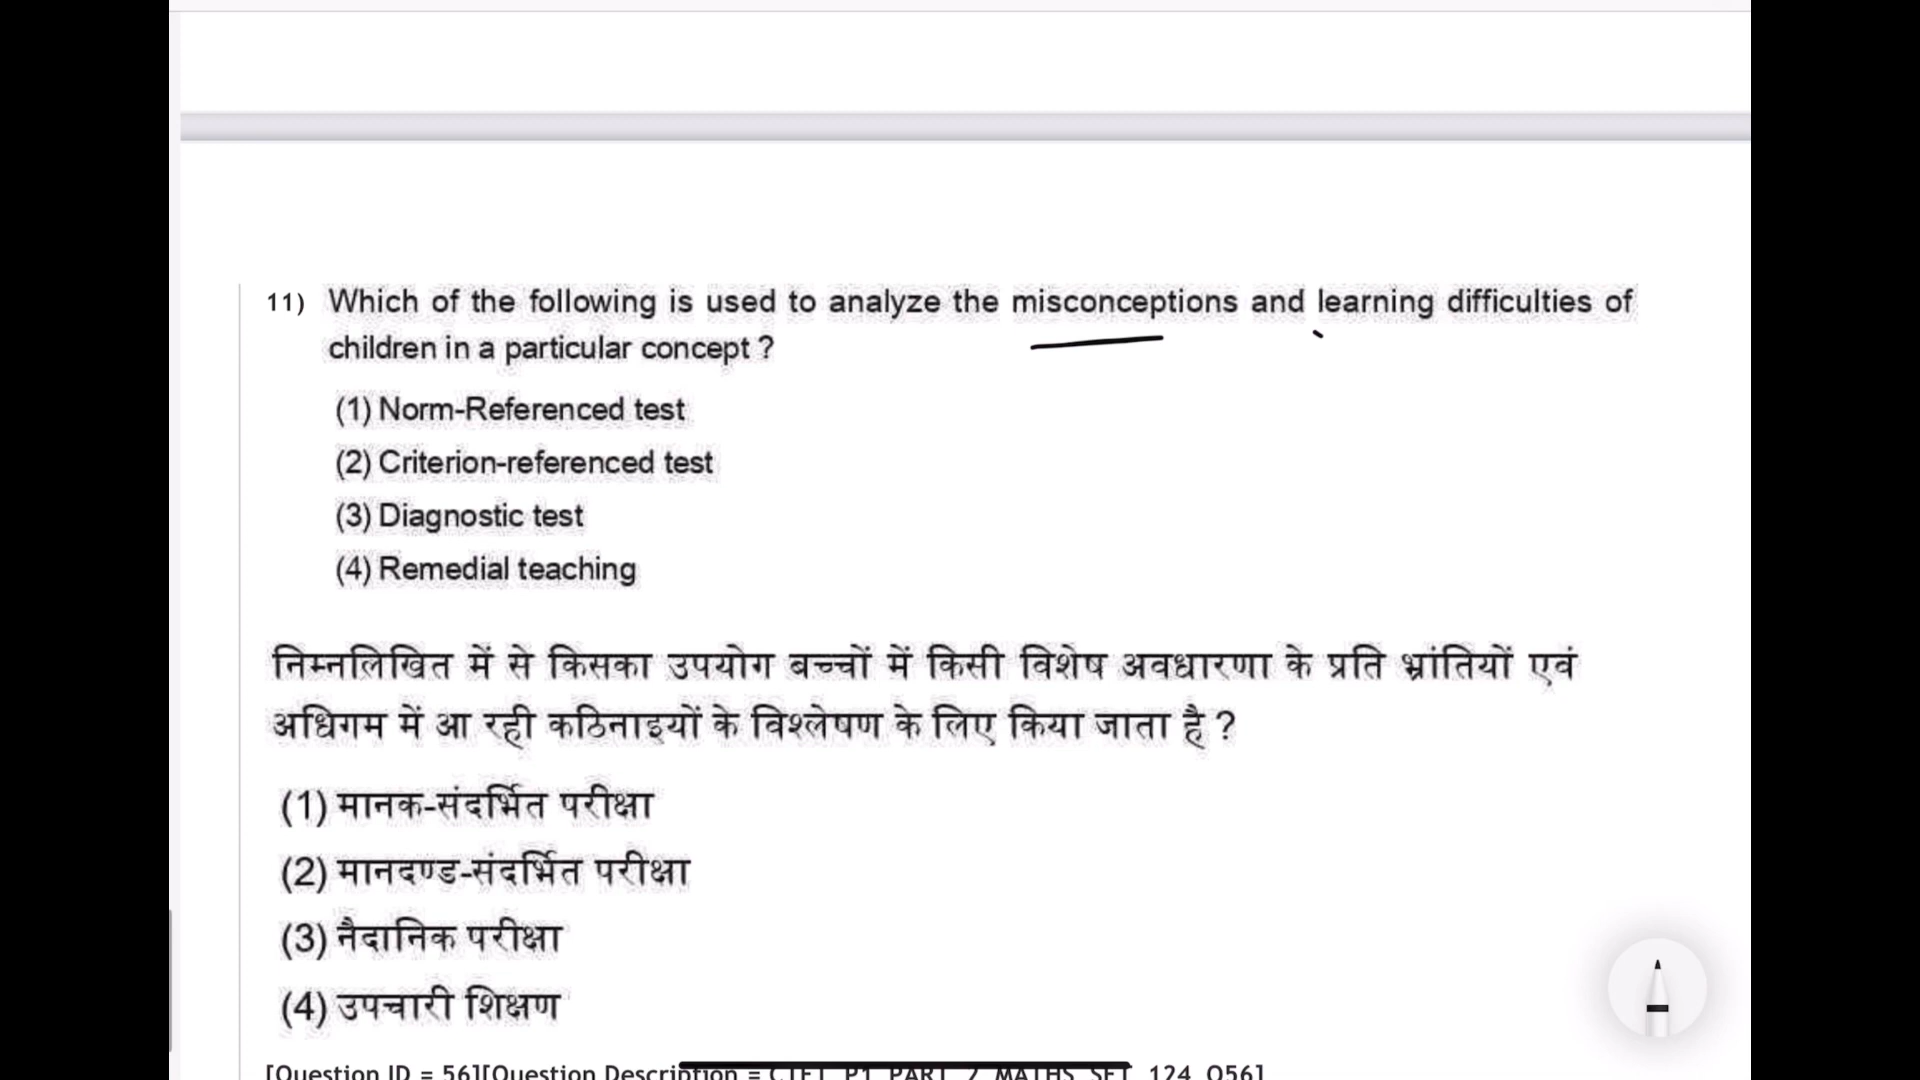 11) Which of the following is used to analyze the misconceptions and learning difficulties of
children in a particular concept ?
(1) Norm-Referenced test
(2) Criterion-referenced test
(3) Diagnostic test
(4) Remedial teaching
निम्नलिखित में से किसका उपयोग बच्चों में किसी विशेष अवधारणा के प्रति भ्रांतियों एवं
अधिगम में आ रही कठिनाइयों के विश्लेषण के लिए किया जाता है ?
(1) मानक-संदर्भित परीक्षा
(2) मानदण्ड-संदर्भित परीक्षा
(3) नैदानिक परीक्षा
(4) उपचारी शिक्षण
[Question ID = 56][Question Description = CTET_P1_PART_2_MATHS_SET_124_Q56]